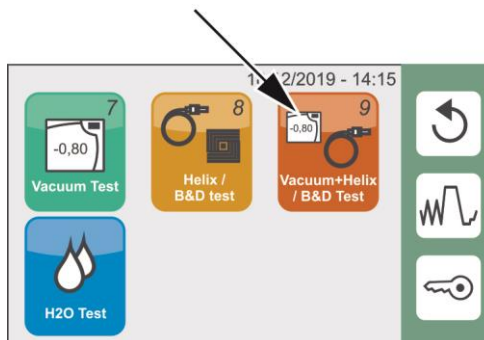 2/2019 - 14:15
7
-0,80
Vacuum Test
8
Helix /
B&D test
9
-0,80
Vacuum+Helix
/ B&D Test
H2O Test